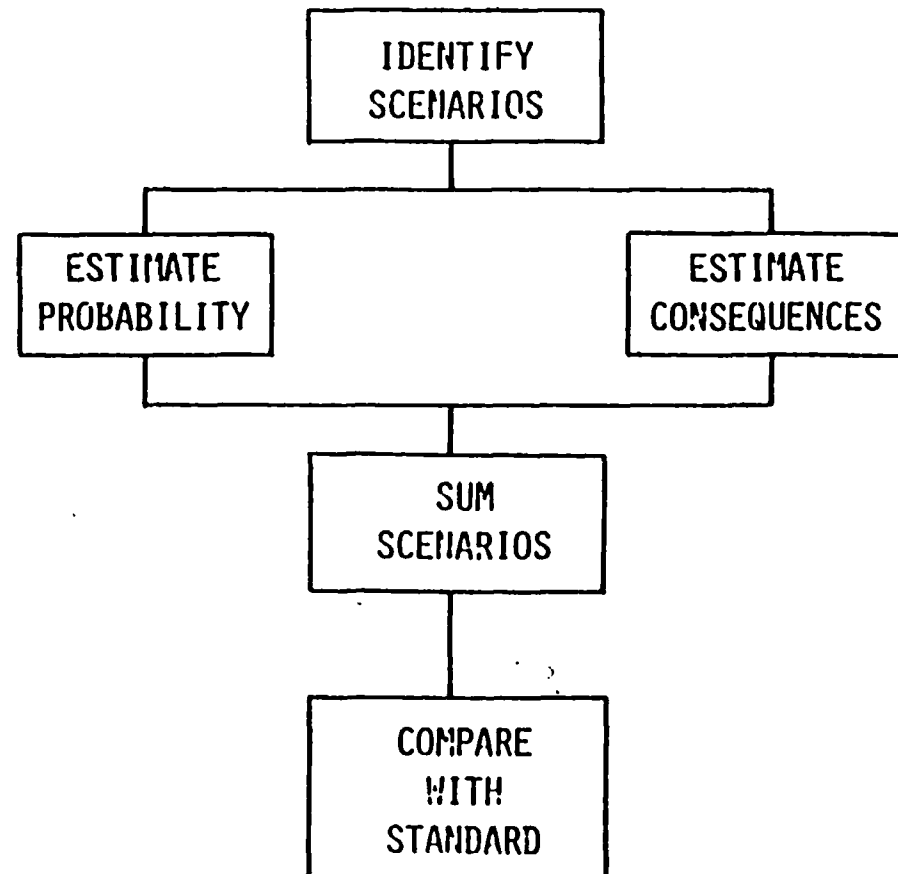 IDENTIFY
SCENARIOS
ESTIMATE
PROBABILITY
ESTIMATE
CONSEQUENCES
SUM
SCENARIOS
COMPARE
WITH
STANDARD